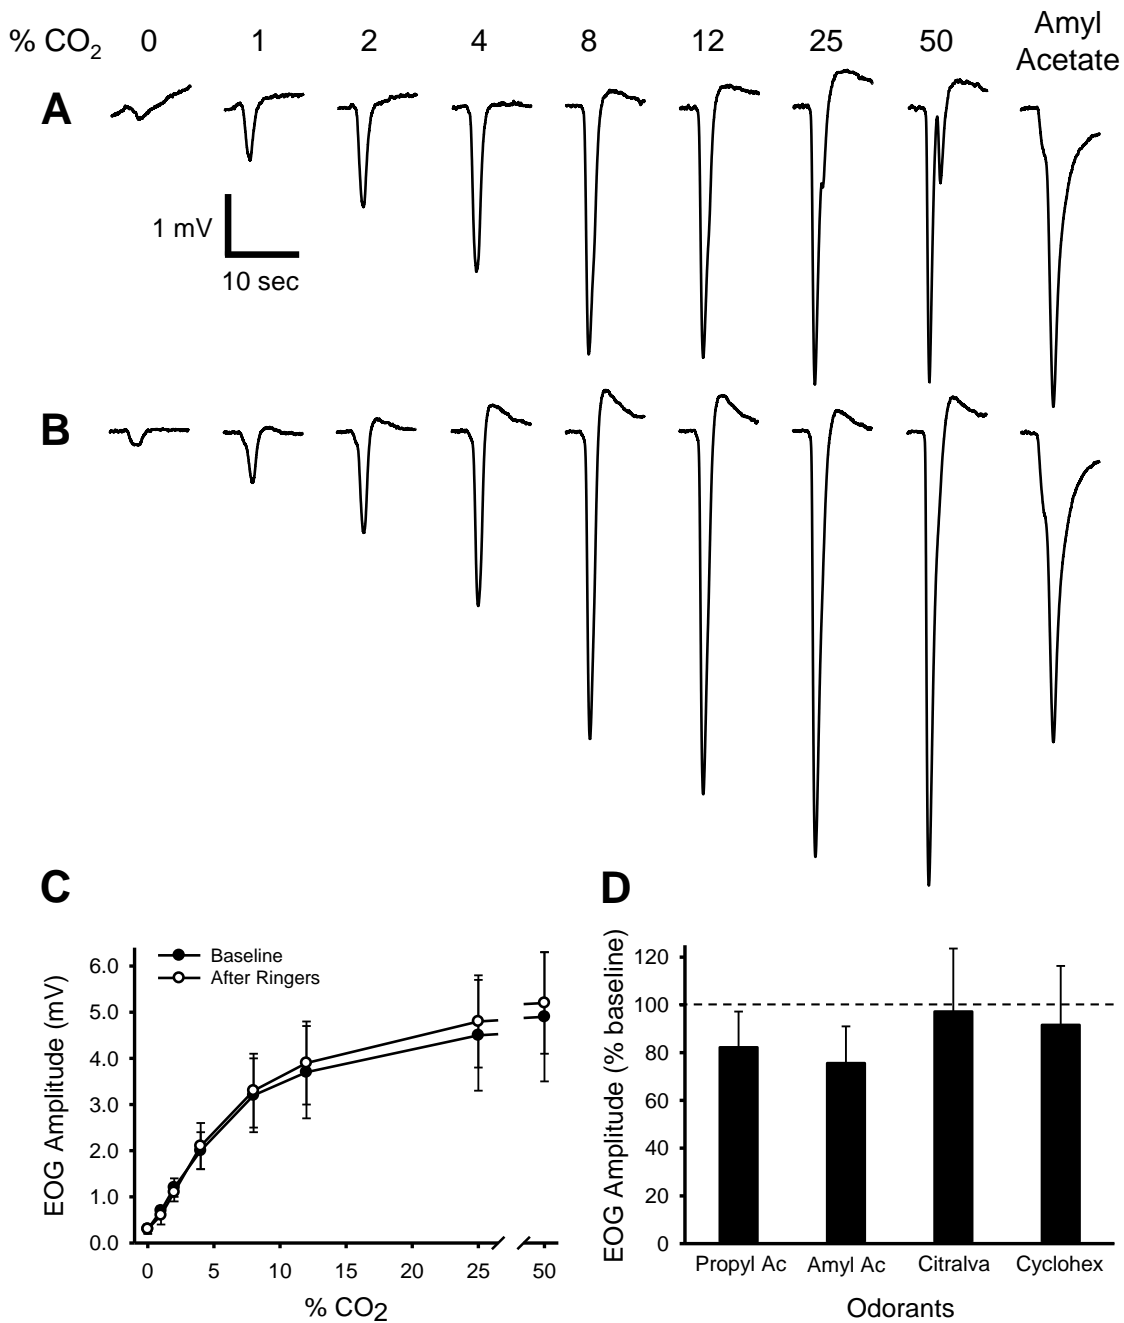 % CO2 0 1 2 4 8 12 25 50 Amyl
Acetate
A
1 mV
10 sec
B
C
Baseline
After Ringers
EOG Amplitude (mV)
6.0
5.0
4.0
3.0
2.0
1.0
0.0
0 5 10 15 20 25 50
% CO2
D
EOG Amplitude (% baseline)
120
100
80
60
40
20
0
Propyl Ac Amyl Ac Citralva Cyclohex
Odorants